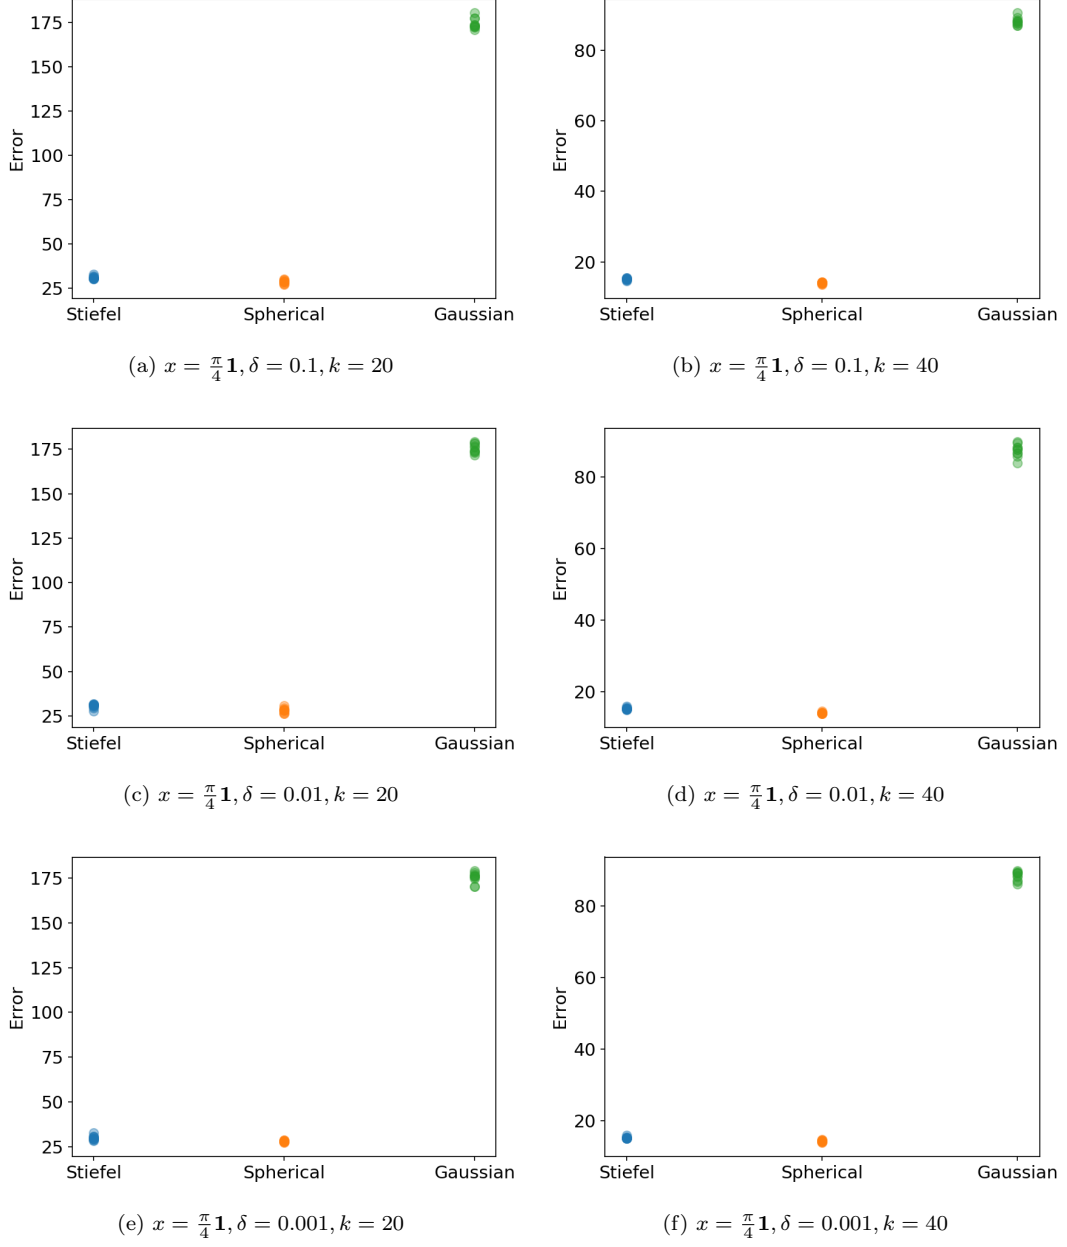 175
150
125
100
75
50
25
Error
Stiefel Spherical Gaussian
(a) x = π/4 𝟏, δ = 0.1, k = 20
80
60
40
20
Error
Stiefel Spherical Gaussian
(b) x = π/4 𝟏, δ = 0.1, k = 40
175
150
125
100
75
50
25
Error
Stiefel Spherical Gaussian
(c) x = π/4 𝟏, δ = 0.01, k = 20
80
60
40
20
Error
Stiefel Spherical Gaussian
(d) x = π/4 𝟏, δ = 0.01, k = 40
175
150
125
100
75
50
25
Error
Stiefel Spherical Gaussian
(e) x = π/4 𝟏, δ = 0.001, k = 20
80
60
40
20
Error
Stiefel Spherical Gaussian
(f) x = π/4 𝟏, δ = 0.001, k = 40